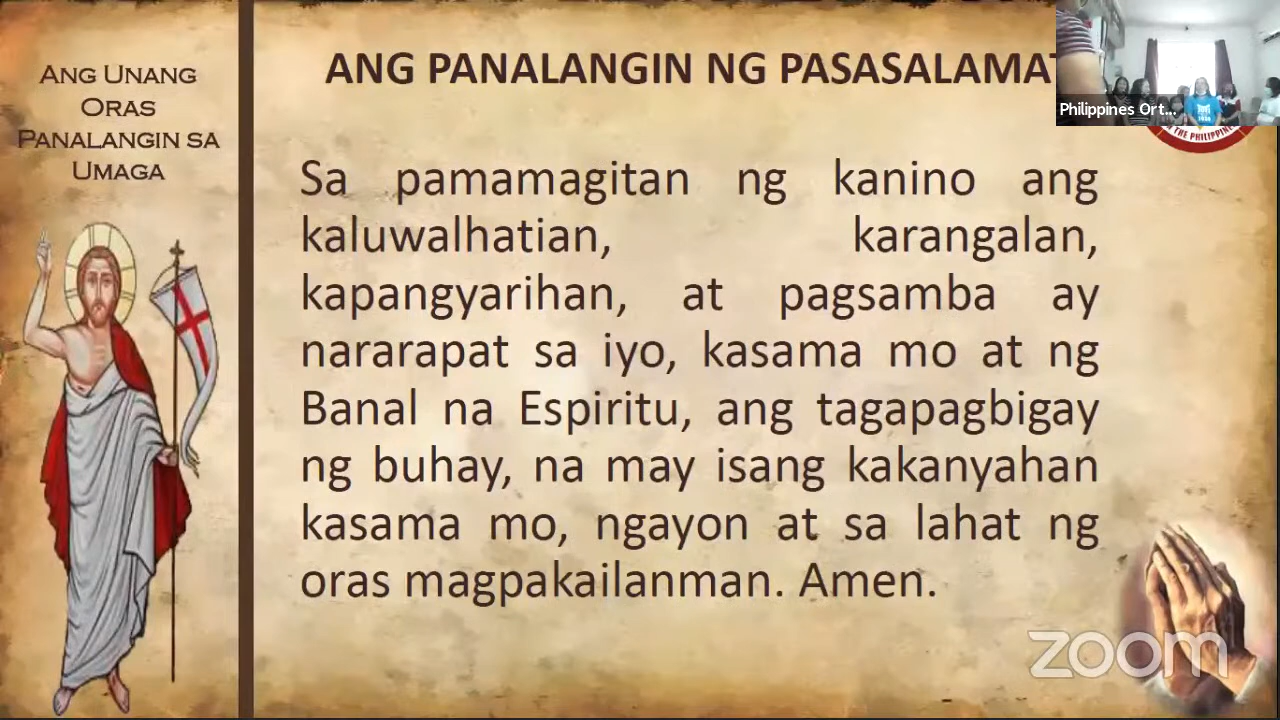 ANG UNANG
ORAS
PANALANGIN SA
UMAGA
ANG PANALANGIN NG PASASALAMAT
Sa pamamagitan ng kanino ang
kaluwalhatian, karangalan,
kapangyarihan, at pagsamba ay
nararapat sa iyo, kasama mo at ng
Banal na Espiritu, ang tagapagbigay
ng buhay, na may isang kakanyahan
kasama mo, ngayon at sa lahat ng
oras magpakailanman. Amen.
Philippines Ort...
THE PHILIPPINE
zoom